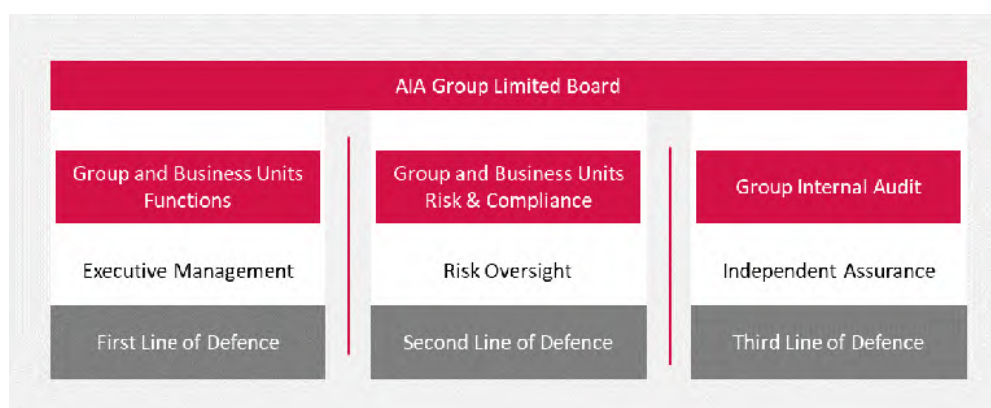 AIA Group Limited Board
Group and Business Units
Functions
Executive Management
First Line of Defence
Group and Business Units
Risk & Compliance
Risk Oversight
Second Line of Defence
Group Internal Audit
Independent Assurance
Third Line of Defence